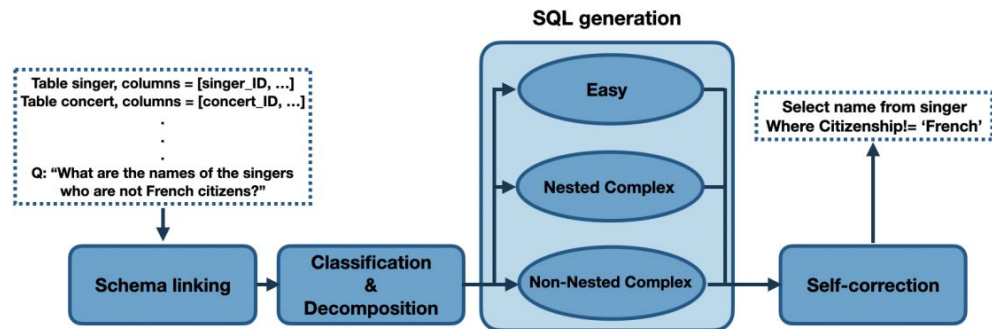 SQL generation
Table singer, columns = [singer_ID, ...]
Table concert, columns = [concert_ID, ...]
.
.
.
Q: “What are the names of the singers
who are not French citizens?”
Schema linking
Classification
&
Decomposition
Easy
Nested Complex
Non-Nested Complex
Self-correction
Select name from singer
Where Citizenship!= ‘French’